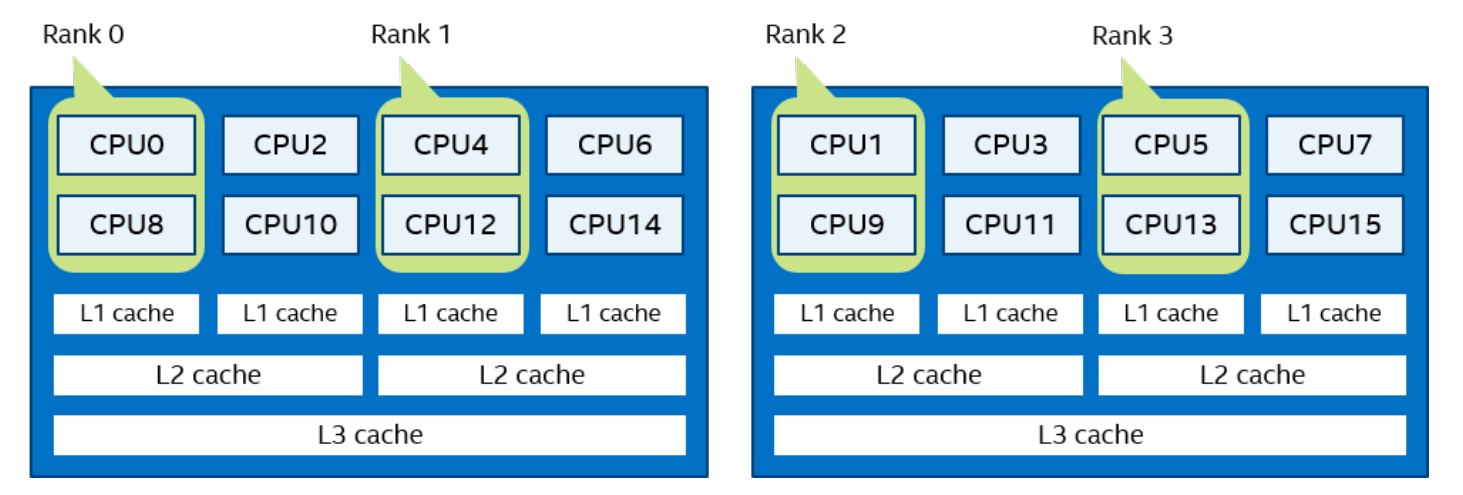 Rank 0 Rank 1 Rank 2 Rank 3
CPU0 CPU2 CPU4 CPU6 CPU1 CPU3 CPU5 CPU7
CPU8 CPU10 CPU12 CPU14 CPU9 CPU11 CPU13 CPU15
L1 cache L1 cache L1 cache L1 cache L1 cache L1 cache L1 cache L1 cache
L2 cache L2 cache L2 cache L2 cache
L3 cache L3 cache